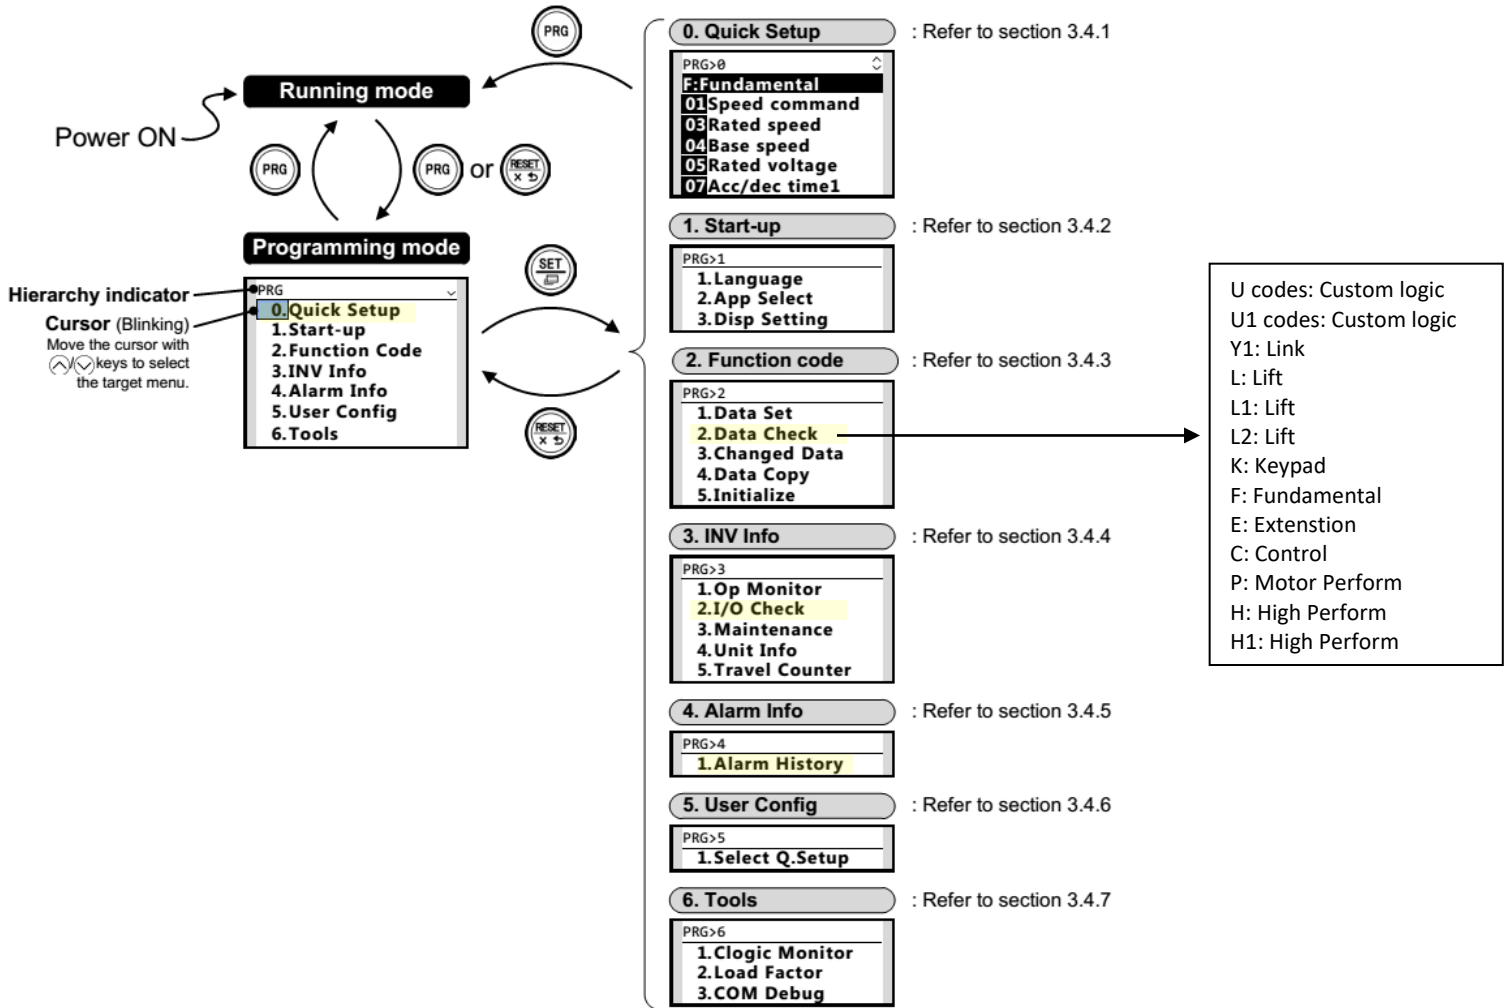 PRG
Running mode
Power ON
PRG
PRG or RESET
Programming mode
SET
Hierarchy indicator
Cursor (Blinking)
Move the cursor with
/ keys to select
the target menu.
PRG
0.Quick Setup
1.Start-up
2.Function Code
3.INV Info
4.Alarm Info
5.User Config
6.Tools
RESET
0. Quick Setup : Refer to section 3.4.1
PRG>0
F:Fundamental
01Speed command
03Rated speed
04Base speed
05Rated voltage
07Acc/dec time1
1. Start-up : Refer to section 3.4.2
PRG>1
1.Language
2.App Select
3.Disp Setting
2. Function code : Refer to section 3.4.3
PRG>2
1.Data Set
2.Data Check
3.Changed Data
4.Data Copy
5.Initialize
3. INV Info : Refer to section 3.4.4
PRG>3
1.Op Monitor
2.I/O Check
3.Maintenance
4.Unit Info
5.Travel Counter
4. Alarm Info : Refer to section 3.4.5
PRG>4
1.Alarm History
5. User Config : Refer to section 3.4.6
PRG>5
1.Select Q.Setup
6. Tools : Refer to section 3.4.7
PRG>6
1.Clogic Monitor
2.Load Factor
3.COM Debug
U codes: Custom logic
U1 codes: Custom logic
Y1: Link
L: Lift
L1: Lift
L2: Lift
K: Keypad
F: Fundamental
E: Extenstion
C: Control
P: Motor Perform
H: High Perform
H1: High Perform